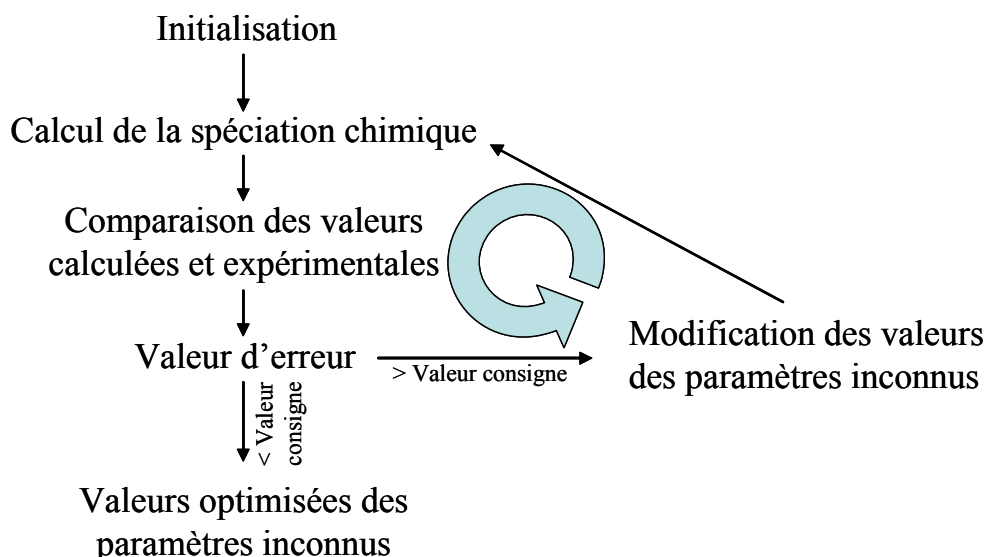 Initialisation
Calcul de la spéciation chimique
Comparaison des valeurs
calculées et expérimentales
Valeur d’erreur
> Valeur consigne
Modification des valeurs
des paramètres inconnus
< Valeur
consigne
Valeurs optimisées des
paramètres inconnus